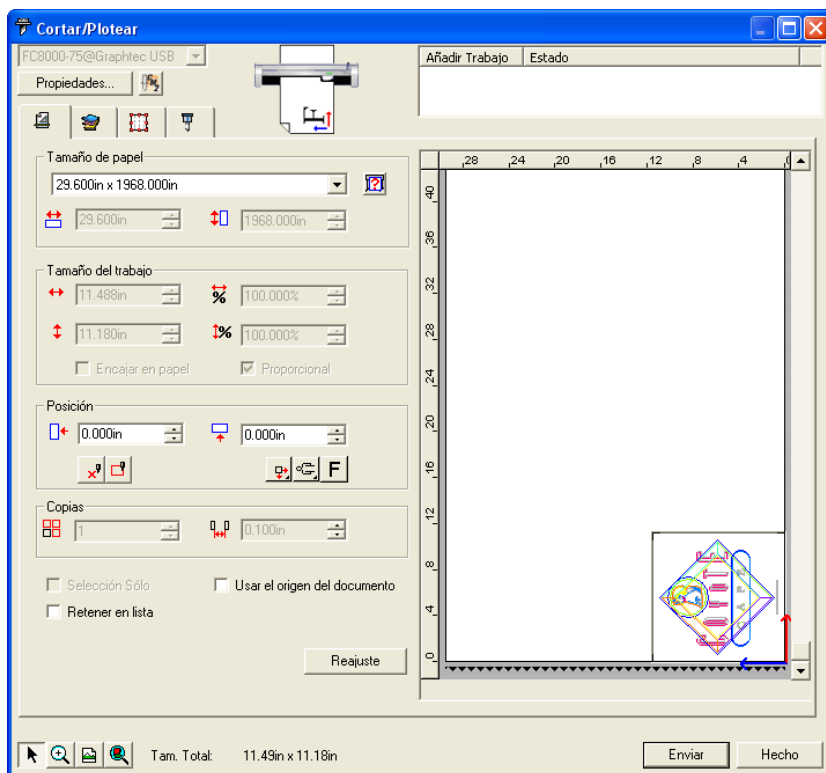 Cortar/Plotear
FC8000-75@Graphtec USB
Añadir Trabajo Estado
Propiedades...
Tamaño de papel
29.600in x 1968.000in
29.600in 1968.000in
Tamaño del trabajo
11.488in % 100.000%
11.180in % 100.000%
Encajar en papel Proporcional
Posición
0.000in 0.000in
F
Copias
1 0.100in
Selección Sólo Usar el origen del documento
Retener en lista
Reajuste
28 24 20 16 12 8 4 0
40
36
32
28
24
20
16
12
8
4
0
COYOTE
CAFE
Tam. Total: 11.49in x 11.18in
Enviar Hecho